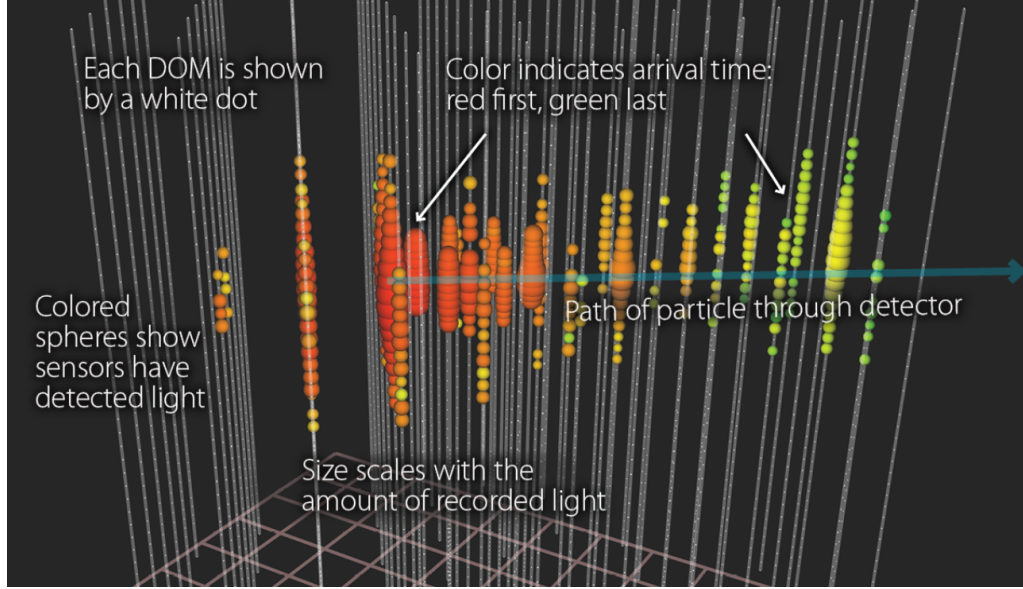 Each DOM is shown
by a white dot
Color indicates arrival time:
red first, green last
Colored
spheres show
sensors have
detected light
Path of particle through detector
Size scales with the
amount of recorded light